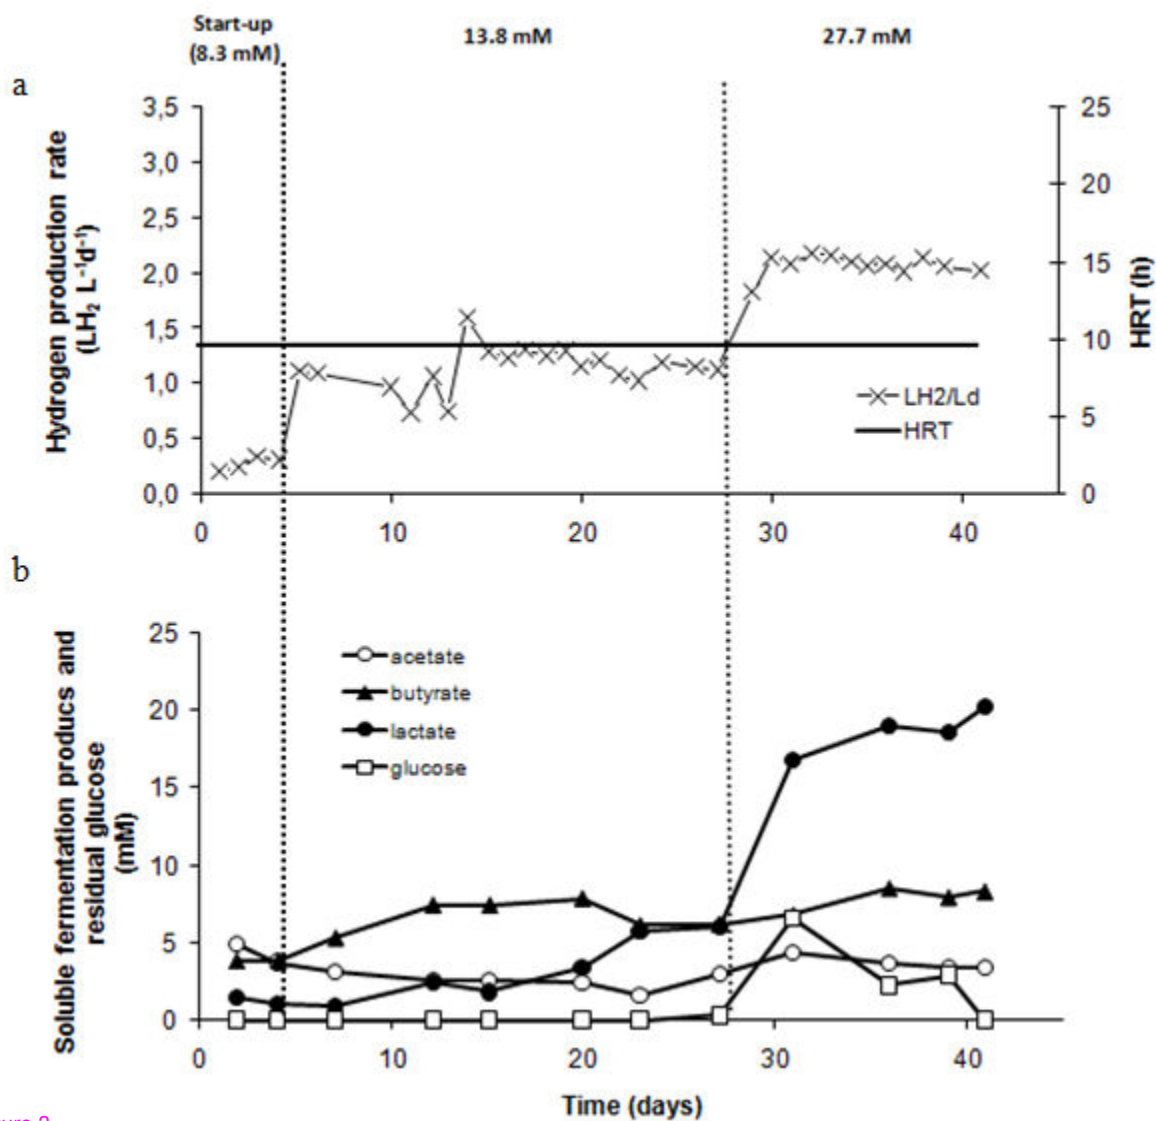 Start-up
(8.3 mM)
13.8 mM
27.7 mM
a
Hydrogen production rate
(LH₂ L⁻¹d⁻¹)
3,5
3,0
2,5
2,0
1,5
1,0
0,5
0,0
25
20
15
10
5
0
HRT (h)
LH2/Ld
HRT
0
10
20
30
40
b
Soluble fermentation producs and
residual glucose
(mM)
25
20
15
10
5
0
acetate
butyrate
lactate
glucose
0
10
20
30
40
Time (days)